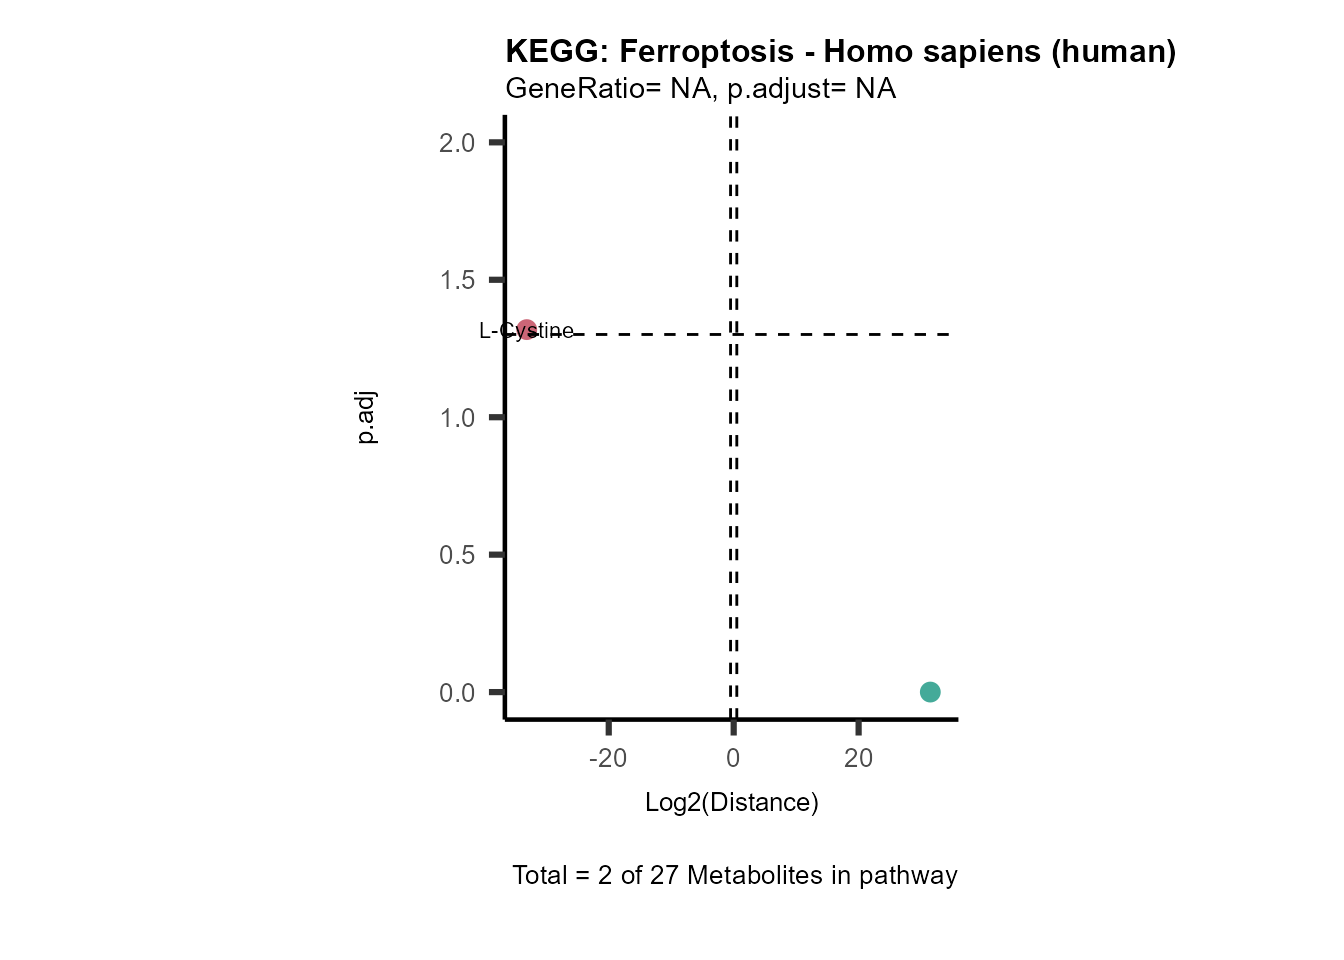 KEGG: Ferroptosis - Homo sapiens (human)
GeneRatio= NA, p.adjust= NA
2.0
1.5
L-Cystine
1.0
p.adj
0.5
0.0
-20 0 20
Log2(Distance)
Total = 2 of 27 Metabolites in pathway